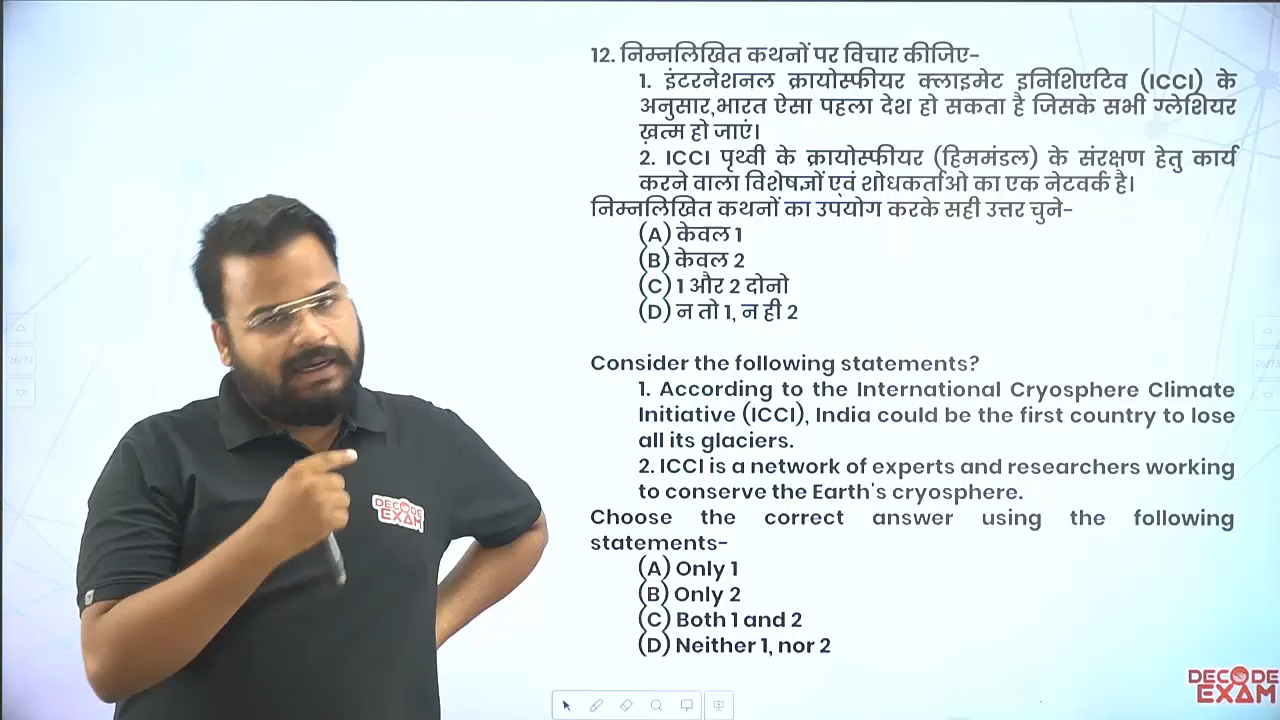 12. निम्नलिखित कथनों पर विचार कीजिए-
1. इंटरनेशनल क्रायोस्फीयर क्लाइमेट इनिशिएटिव (ICCI) के
अनुसार,भारत ऐसा पहला देश हो सकता है जिसके सभी ग्लेशियर
ख़त्म हो जाएं।
2. ICCI पृथ्वी के क्रायोस्फीयर (हिममंडल) के संरक्षण हेतु कार्य
करने वाला विशेषज्ञों एवं शोधकर्ताओ का एक नेटवर्क है।
निम्नलिखित कथनों का उपयोग करके सही उत्तर चुने-
(A) केवल 1
(B) केवल 2
(C) 1 और 2 दोनो
(D) न तो 1, न ही 2
Consider the following statements?
1. According to the International Cryosphere Climate
Initiative (ICCI), India could be the first country to lose
all its glaciers.
2. ICCI is a network of experts and researchers working
to conserve the Earth's cryosphere.
Choose the correct answer using the following
statements-
(A) Only 1
(B) Only 2
(C) Both 1 and 2
(D) Neither 1, nor 2
DECODE
EXAM
DECODE
EXAM
26/75